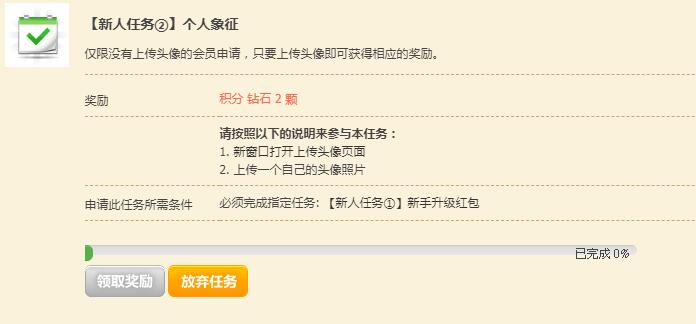 【新人任务②】个人象征
仅限没有上传头像的会员申请，只要上传头像即可获得相应的奖励。
奖励
积分 钻石 2 颗
请按照以下的说明来参与本任务：
1. 新窗口打开上传头像页面
2. 上传一个自己的头像照片
申请此任务所需条件
必须完成指定任务: 【新人任务①】新手升级红包
已完成 0%
领取奖励
放弃任务